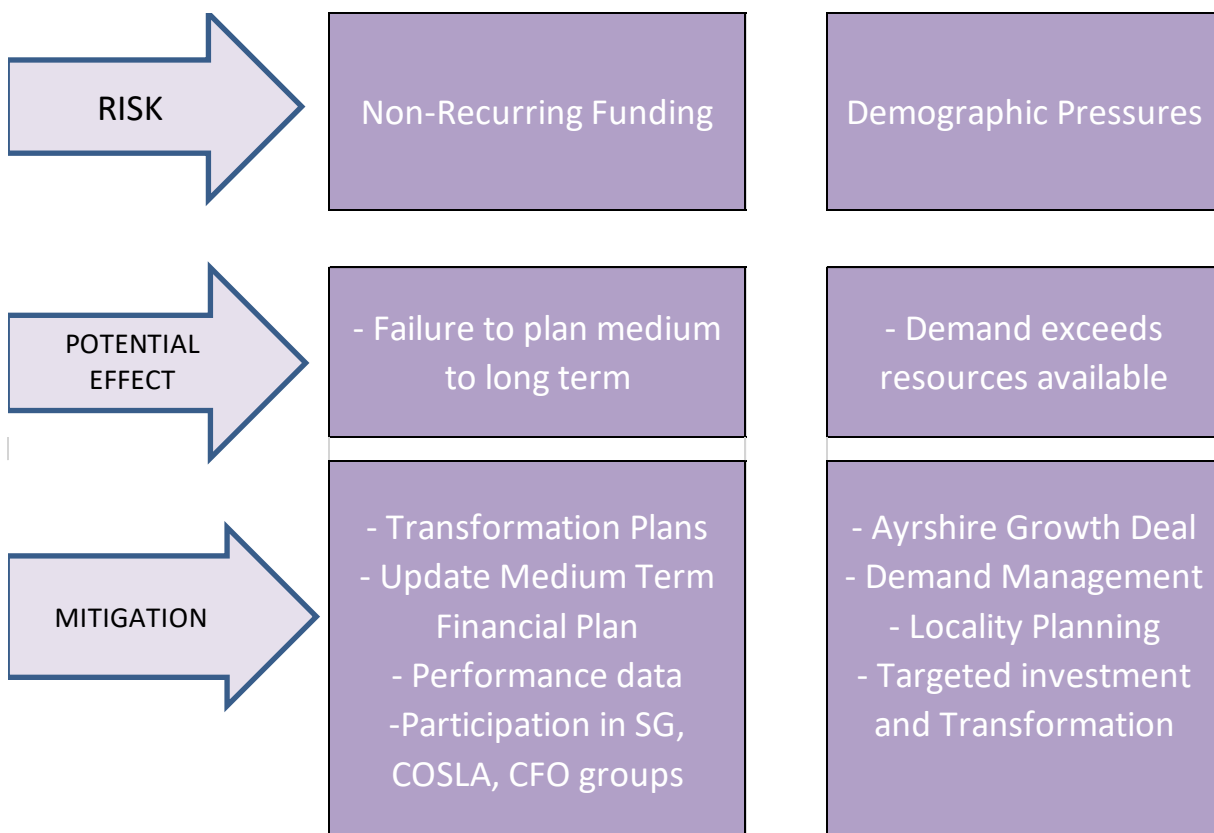 RISK
Non-Recurring Funding
Demographic Pressures
POTENTIAL
EFFECT
- Failure to plan medium
to long term
- Demand exceeds
resources available
MITIGATION
- Transformation Plans
- Update Medium Term
Financial Plan
- Performance data
-Participation in SG,
COSLA, CFO groups
- Ayrshire Growth Deal
- Demand Management
- Locality Planning
- Targeted investment
and Transformation